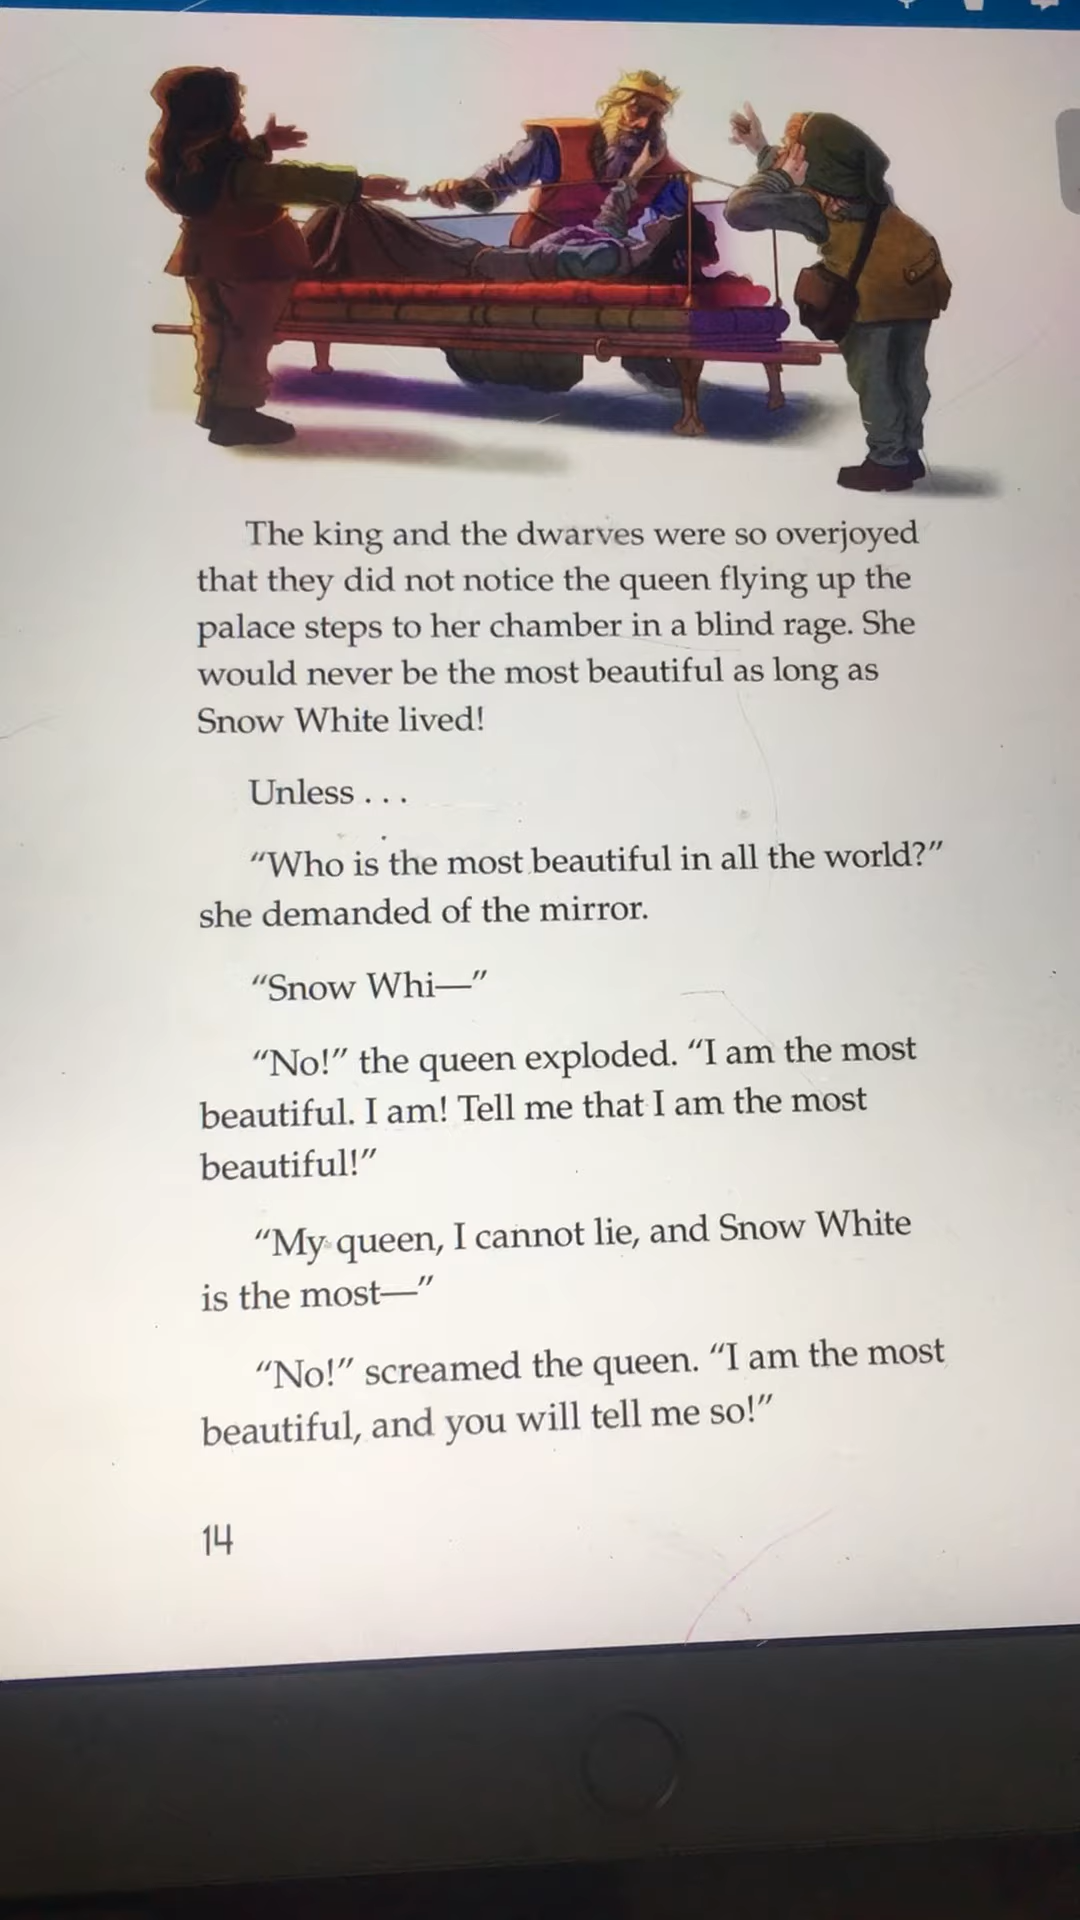 The king and the dwarves were so overjoyed
that they did not notice the queen flying up the
palace steps to her chamber in a blind rage. She
would never be the most beautiful as long as
Snow White lived!
Unless . . .
“Who is the most beautiful in all the world?”
she demanded of the mirror.
“Snow Whi—”
“No!” the queen exploded. “I am the most
beautiful. I am! Tell me that I am the most
beautiful!”
“My queen, I cannot lie, and Snow White
is the most—”
“No!” screamed the queen. “I am the most
beautiful, and you will tell me so!”
14